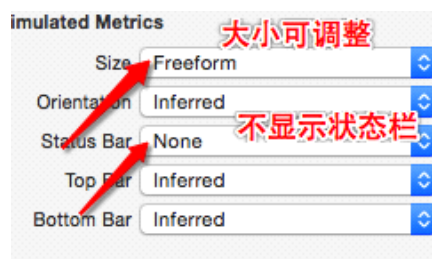 imulated Metrics
大小可调整
Size Freeform
Orientation Inferred
不显示状态栏
Status Bar None
Top Bar Inferred
Bottom Bar Inferred